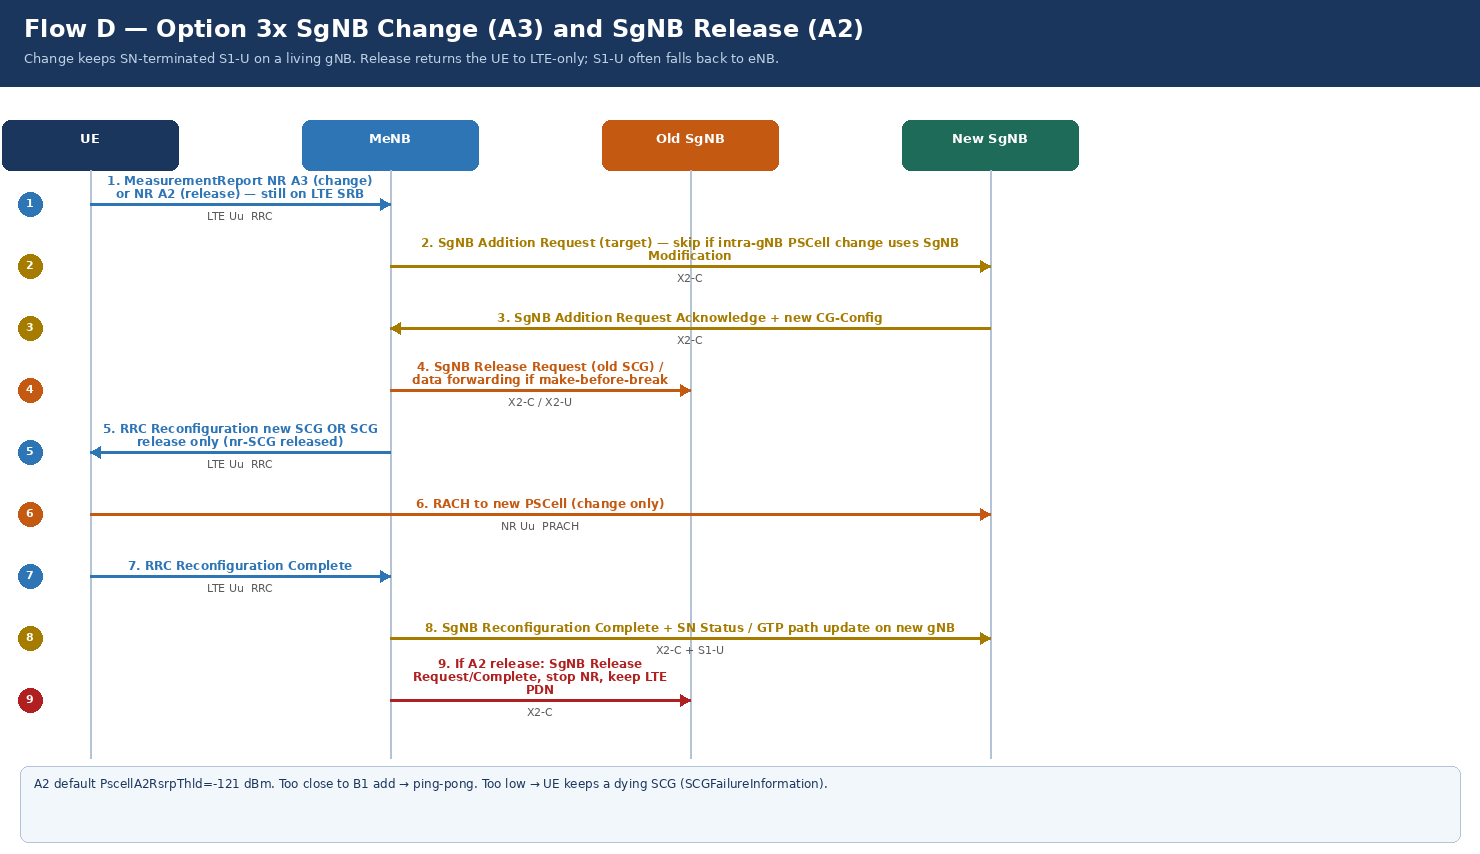 Flow D — Option 3x SgNB Change (A3) and SgNB Release (A2)
Change keeps SN-terminated S1-U on a living gNB. Release returns the UE to LTE-only; S1-U often falls back to eNB.
UE
MeNB
Old SgNB
New SgNB
1
1. MeasurementReport NR A3 (change)
or NR A2 (release) — still on LTE SRB
LTE Uu RRC
2
2. SgNB Addition Request (target) — skip if intra-gNB PSCell change uses SgNB
Modification
X2-C
3
3. SgNB Addition Request Acknowledge + new CG-Config
X2-C
4
4. SgNB Release Request (old SCG) /
data forwarding if make-before-break
X2-C / X2-U
5
5. RRC Reconfiguration new SCG OR SCG
release only (nr-SCG released)
LTE Uu RRC
6
6. RACH to new PSCell (change only)
NR Uu PRACH
7
7. RRC Reconfiguration Complete
LTE Uu RRC
8
8. SgNB Reconfiguration Complete + SN Status / GTP path update on new gNB
X2-C + S1-U
9
9. If A2 release: SgNB Release
Request/Complete, stop NR, keep LTE
PDN
X2-C
A2 default PscellA2RsrpThld=-121 dBm. Too close to B1 add → ping-pong. Too low → UE keeps a dying SCG (SCGFailureInformation).